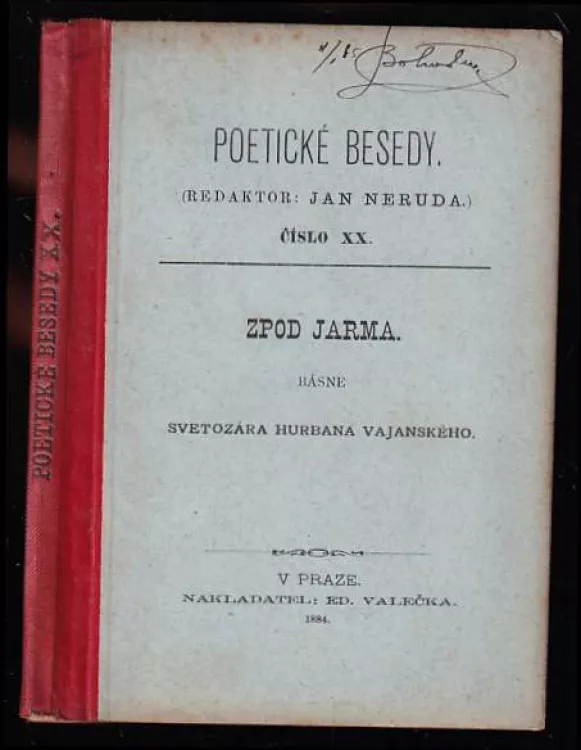 POETICKÉ BESEDY XX.
POETICKÉ BESEDY.
(REDAKTOR: JAN NERUDA.)
ČÍSLO XX.
ZPOD JARMA.
BÁSNE
SVETOZÁRA HURBANA VAJANSKÉHO.
V PRAZE.
NAKLADATEL: ED. VALEČKA.
1884.